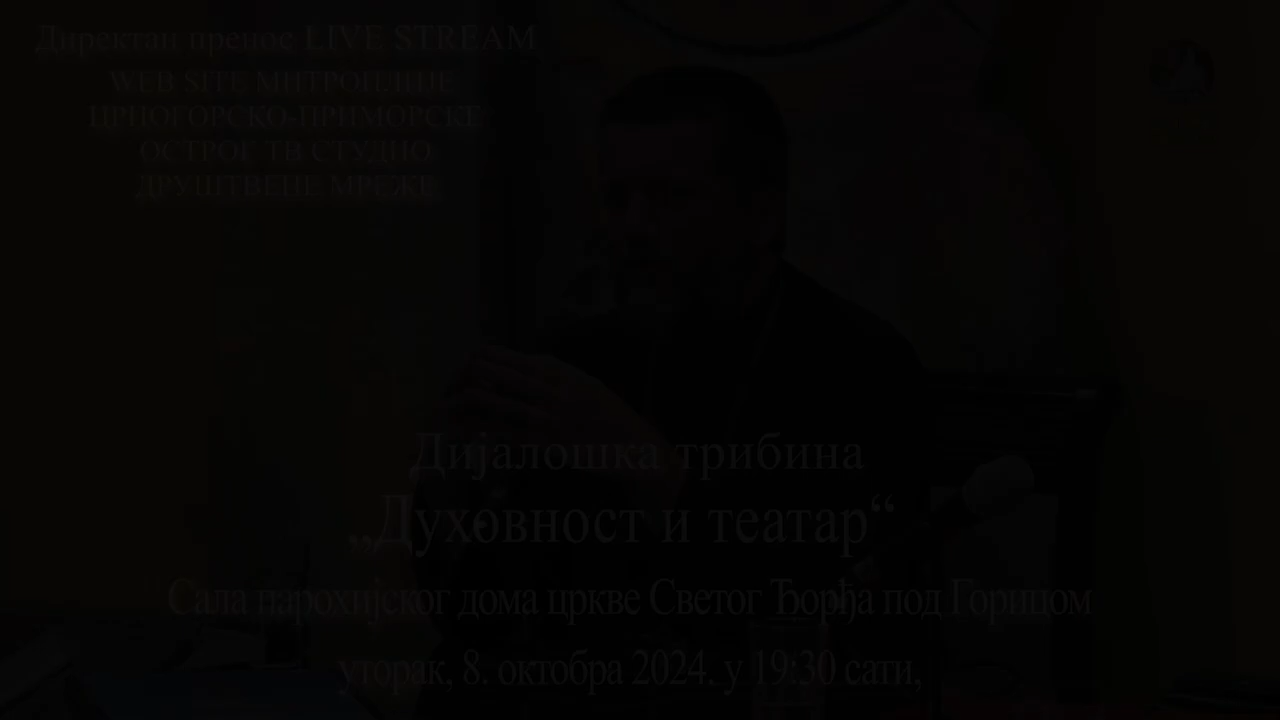 Директан пренос LIVE STREAM
WEB SITE МИТРОПЛИЈЕ
ЦРНОГОРСКО-ПРИМОРСКЕ
ОСТРОГ ТВ СТУДИО
ДРУШТВЕНЕ МРЕЖЕ
Дијалошка трибина
„Духовност и театар“
Сала парохијског дома цркве Светог Ђорђа под Горицом
уторак, 8. октобра 2024. у 19:30 сати,